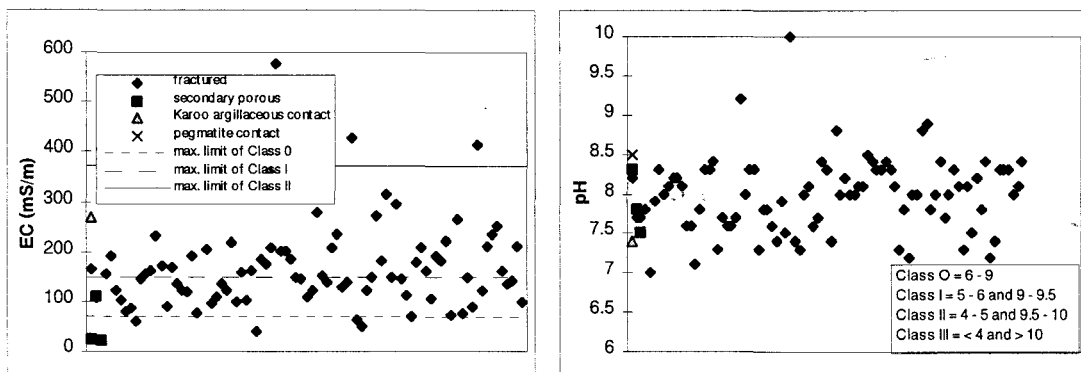 600
500
400
300
200
100
0
EC (mS/m)
fractured
secondary porous
Karoo argillaceous contact
pegmatite contact
max. limit of Class 0
max. limit of Class I
max. limit of Class II
10
9.5
9
8.5
8
7.5
7
6.5
6
pH
Class O = 6 - 9
Class I = 5 - 6 and 9 - 9.5
Class II = 4 - 5 and 9.5 - 10
Class III = < 4 and > 10